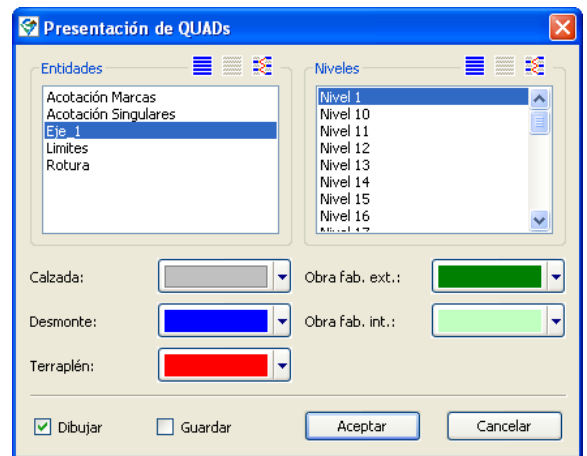 Presentación de QUADs
Entidades
Acotación Marcas
Acotación Singulares
Eje_1
Limites
Rotura
Niveles
Nivel 1
Nivel 10
Nivel 11
Nivel 12
Nivel 13
Nivel 14
Nivel 15
Nivel 16
Nivel 17
Calzada:
Obra fab. ext.:
Desmonte:
Obra fab. int.:
Terraplén:
Dibujar
Guardar
Aceptar
Cancelar